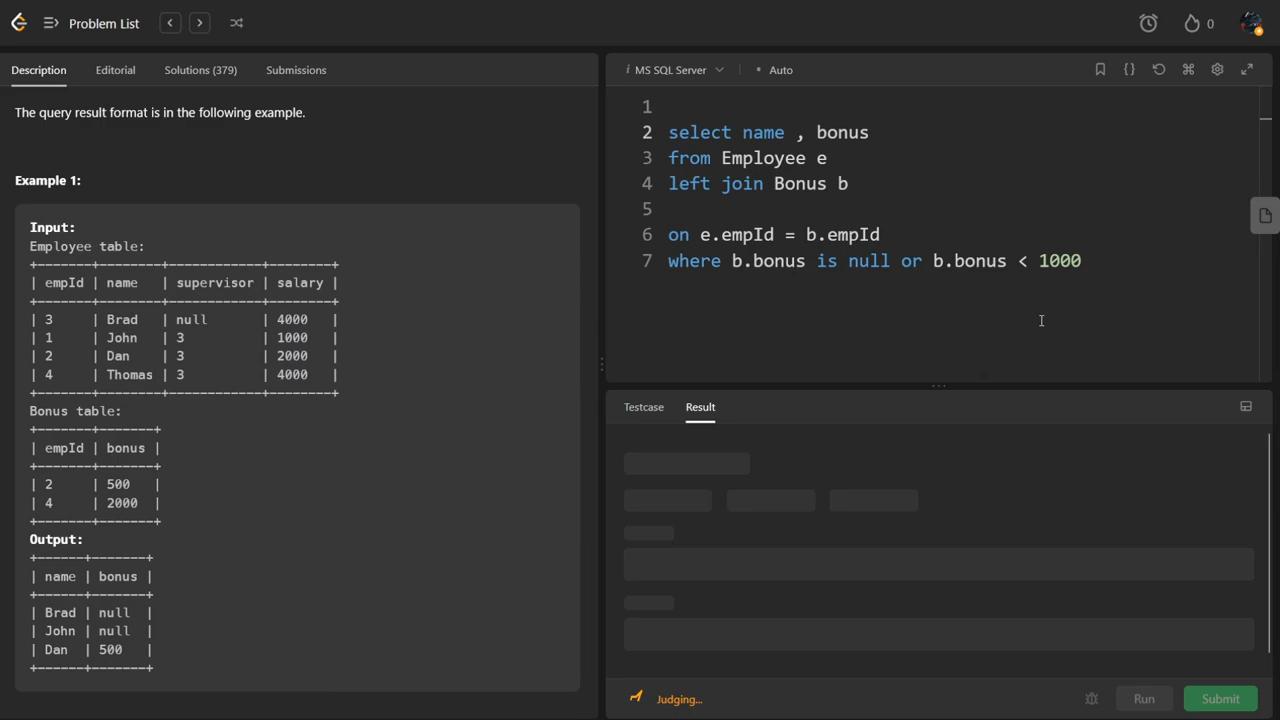 Problem List
0
Description Editorial Solutions (379) Submissions
The query result format is in the following example.
Example 1:
Input:
Employee table:
+-------+--------+------------+--------+
| empId | name   | supervisor | salary |
+-------+--------+------------+--------+
| 3     | Brad   | null       | 4000   |
| 1     | John   | 3          | 1000   |
| 2     | Dan    | 3          | 2000   |
| 4     | Thomas | 3          | 4000   |
+-------+--------+------------+--------+
Bonus table:
+-------+-------+
| empId | bonus |
+-------+-------+
| 2     | 500   |
| 4     | 2000  |
+-------+-------+
Output:
+------+-------+
| name | bonus |
+------+-------+
| Brad | null  |
| John | null  |
| Dan  | 500   |
+------+-------+
i MS SQL Server • Auto
1
2 select name , bonus
3 from Employee e
4 left join Bonus b
5
6 on e.empId = b.empId
7 where b.bonus is null or b.bonus < 1000
Testcase Result
Judging... Run Submit